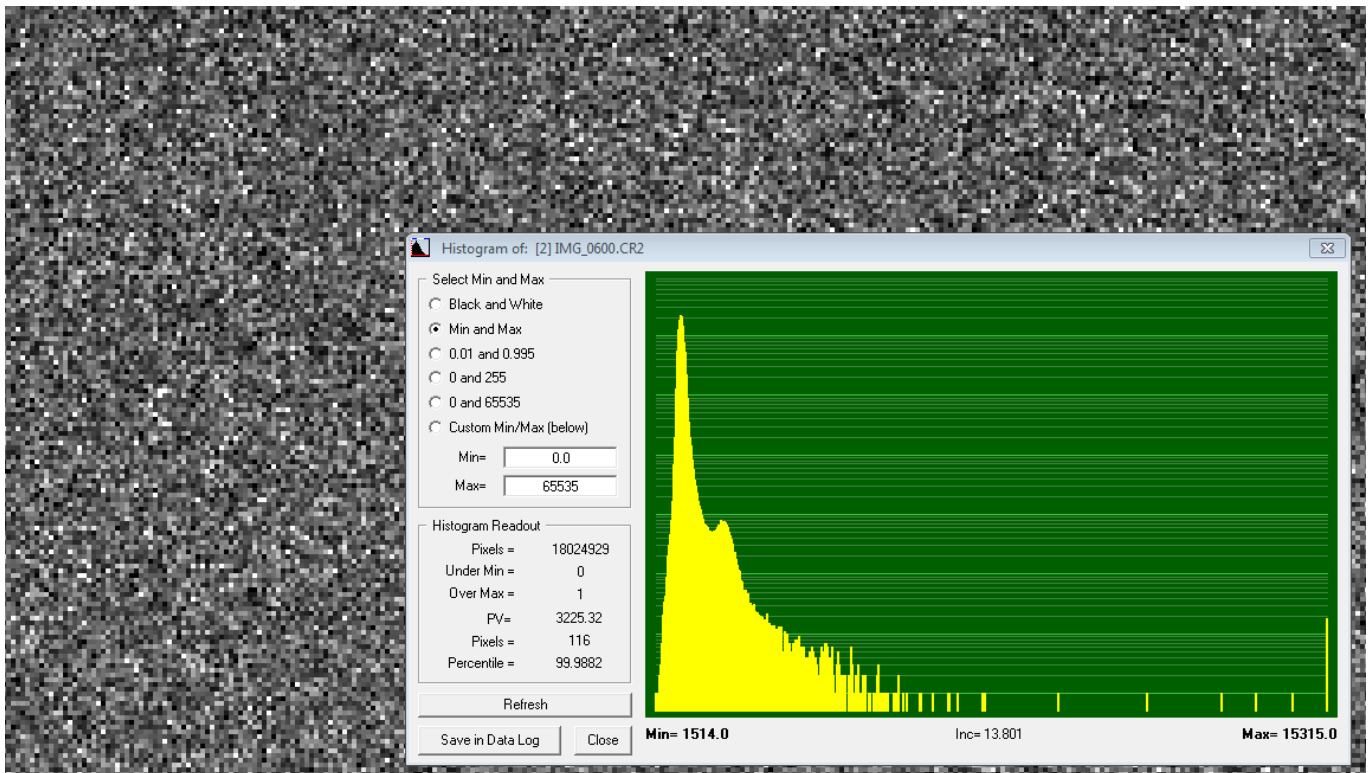 Histogram of: [2] IMG_0600.CR2
Select Min and Max
Black and White
Min and Max
0.01 and 0.995
0 and 255
0 and 65535
Custom Min/Max (below)
Min= 0.0
Max= 65535
Histogram Readout
Pixels = 18024929
Under Min = 0
Over Max = 1
PV= 3225.32
Pixels = 116
Percentile = 99.9882
Refresh
Save in Data Log Close
Min= 1514.0 Inc= 13.801 Max= 15315.0